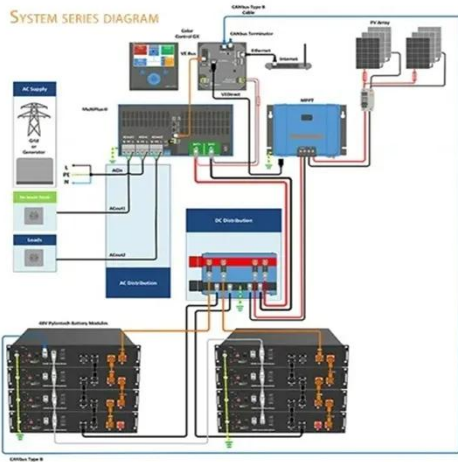 SYSTEM SERIES DIAGRAM
CANbus Type B
Cable
Color
Control GX
CANbus Terminator
VE.Bus
Ethernet
Internet
PV Array
AC Supply
MultiPlus-II
VE.Direct
MPPT
Grid
or
Generator
L
PE
N
ACin
Loads
ACout1
ACout2
DC Distribution
AC Distribution
48V Pylontech Battery Modules
CANbus Type B